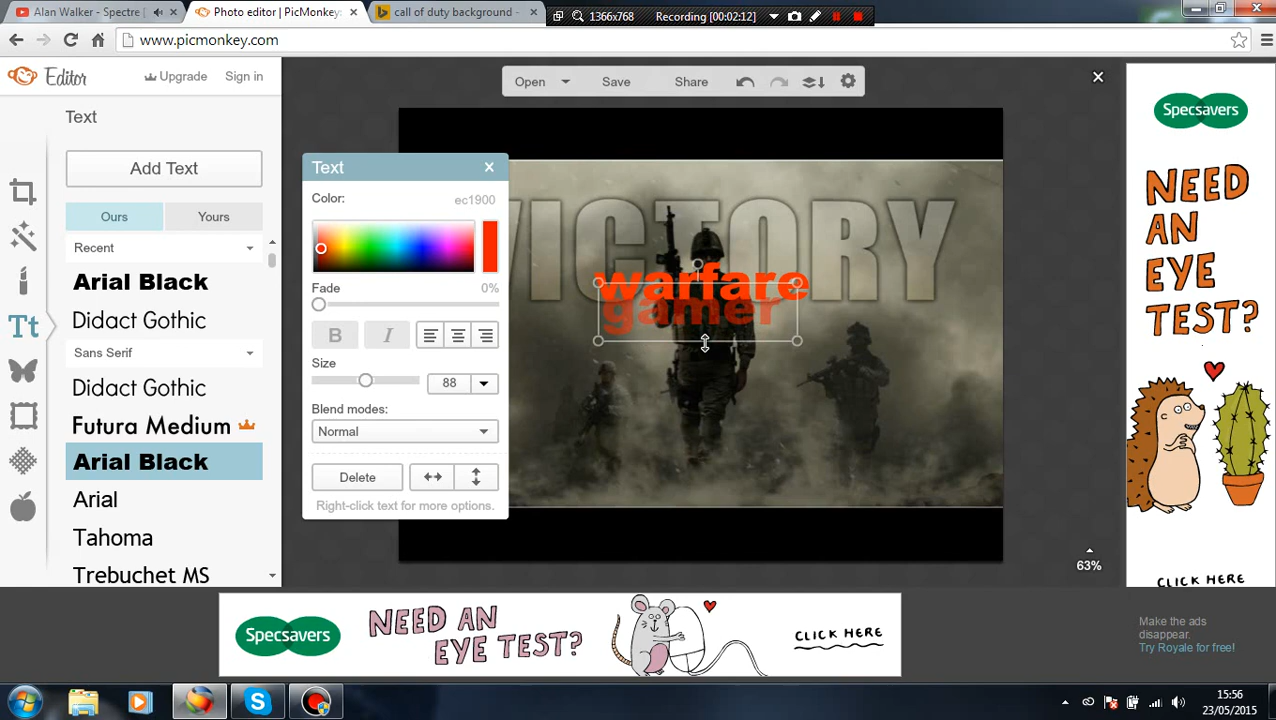 Alan Walker - Spectre [
Photo editor | PicMonkey:
call of duty background -
1366x768
Recording [00:02:12]
www.picmonkey.com
Editor
Upgrade
Sign in
Open
Save
Share
Text
Add Text
Ours
Yours
Recent
Arial Black
Didact Gothic
Sans Serif
Didact Gothic
Futura Medium
Arial Black
Arial
Tahoma
Trebuchet MS
Text
Color:
ec1900
Fade
0%
B
I
Size
88
Blend modes:
Normal
Delete
Right-click text for more options.
VICTORY
warfare
gamer
63%
Specsavers
NEED
AN
EYE
TEST?
CLICK HERE
Specsavers
NEED AN
EYE TEST?
CLICK HERE
Make the ads
disappear.
Try Royale for free!
15:56
23/05/2015